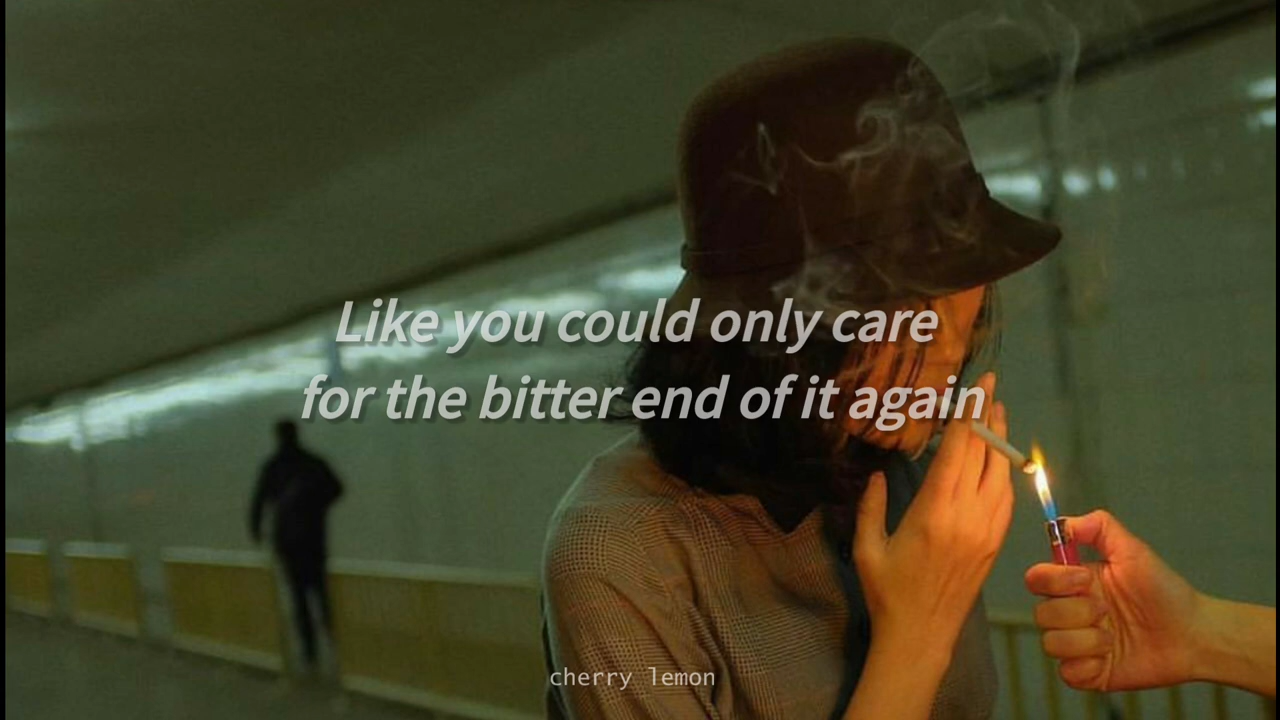 Like you could only care
for the bitter end of it again
cherry lemon